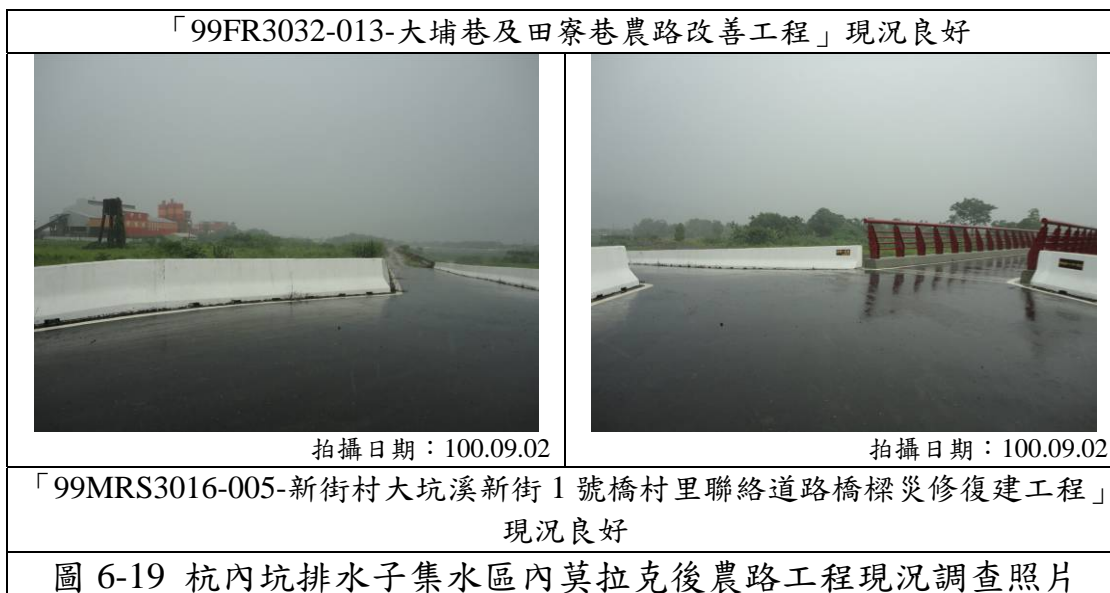 「99FR3032-013-大埔巷及田寮巷農路改善工程」現況良好
拍攝日期：100.09.02
拍攝日期：100.09.02
「99MRS3016-005-新街村大坑溪新街 1 號橋村里聯絡道路橋樑災修復建工程」
現況良好
圖 6-19 杭內坑排水子集水區內莫拉克後農路工程現況調查照片